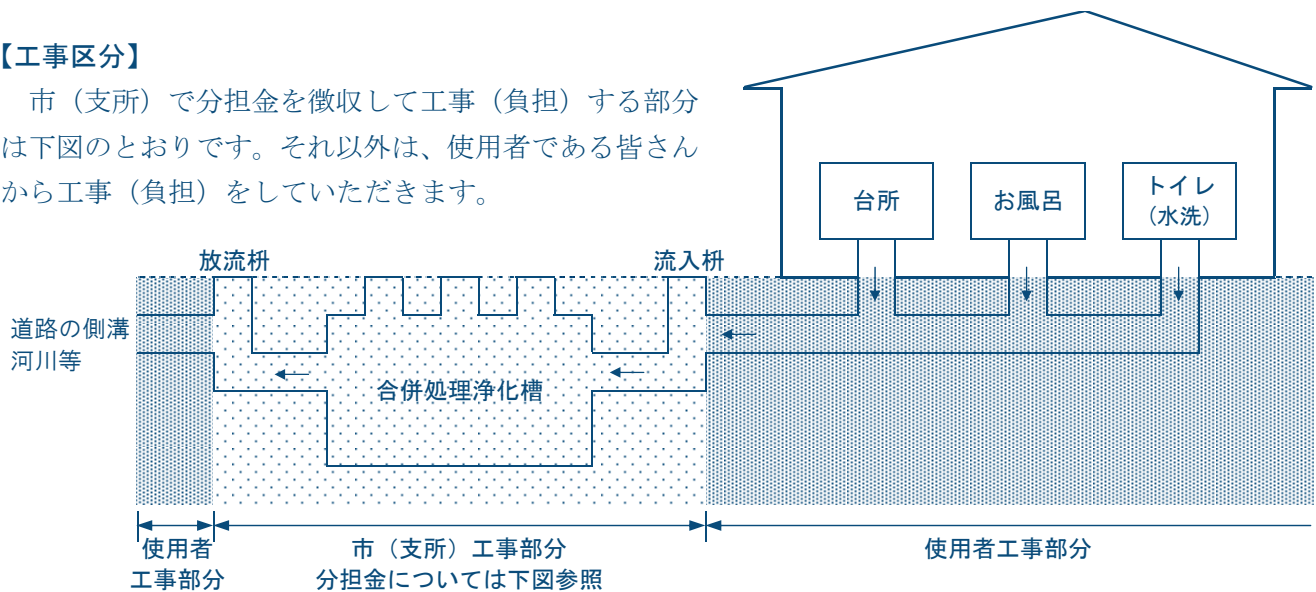 【工事区分】
市（支所）で分担金を徴収して工事（負担）する部分
は下図のとおりです。それ以外は、使用者である皆さん
から工事（負担）をしていただきます。
台所
お風呂
トイレ
（水洗）
放流枡
流入枡
道路の側溝
河川等
合併処理浄化槽
使用者
工事部分
市（支所）工事部分
分担金については下図参照
使用者工事部分